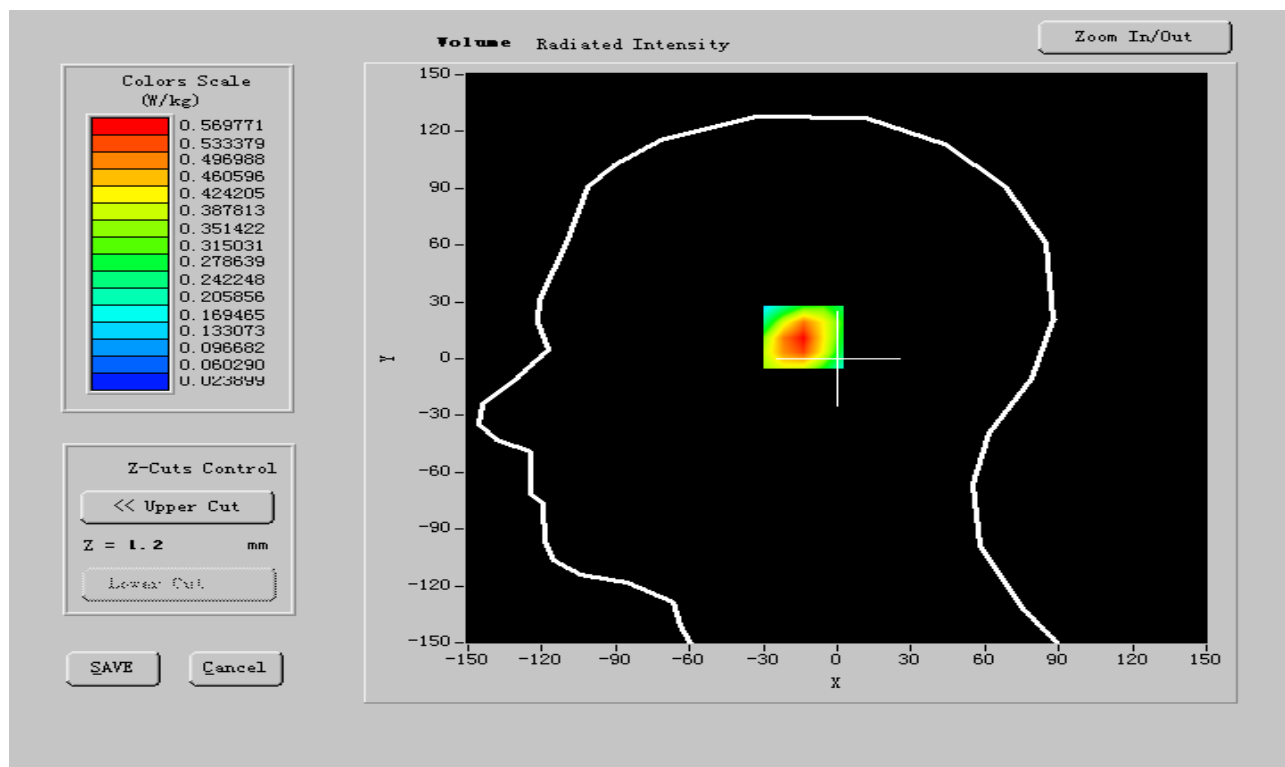 Volume Radiated Intensity
Zoom In/Out
Colors Scale
(W/kg)
0.569771
0.533379
0.496988
0.460596
0.424205
0.387813
0.351422
0.315031
0.278639
0.242248
0.205856
0.169465
0.133073
0.096682
0.060290
0.023899
Z-Cuts Control
<< Upper Cut
Z = 1.2 mm
Lower Cut
SAVE
Cancel
150
120
90
60
30
0
-30
-60
-90
-120
-150
Y
-150 -120 -90 -60 -30 0 30 60 90 120 150
X